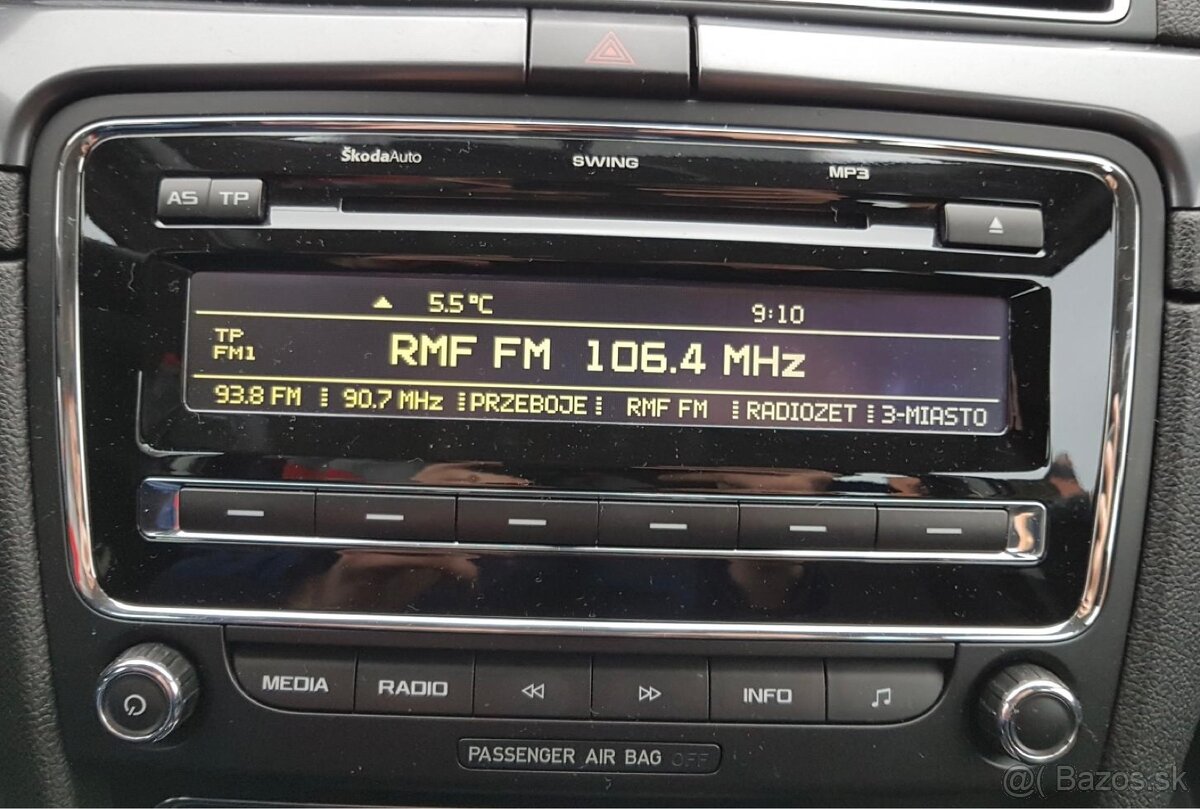 ŠkodaAuto SWING MP3
AS TP
5.5°C 9:10
TP
FM1
RMF FM 106.4 MHz
93.8 FM 90.7 MHz PRZEBOJE RMF FM RADIOZET 3-MIASTO
MEDIA RADIO INFO
PASSENGER AIR BAG OFF
@( Bazos.sk